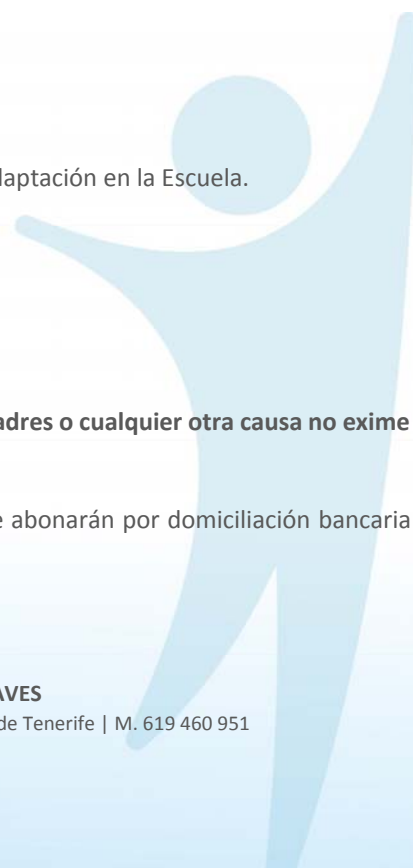 daptación en la Escuela.
adres o cualquier otra causa no exime
e abonarán por domiciliación bancaria
AVES
de Tenerife | M. 619 460 951